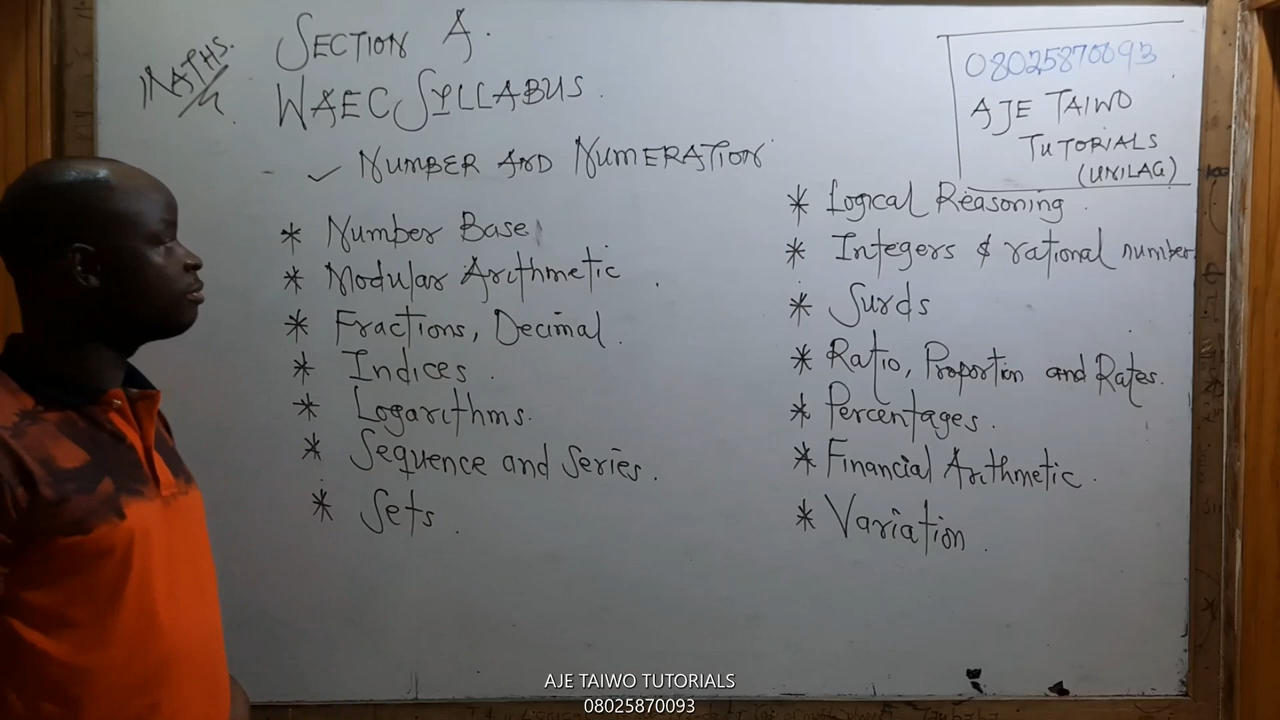 MATHS.
SECTION A.
WAEC SYLLABUS.
✓ NUMBER AND NUMERATION
* Number Base
* Modular Arithmetic
* Fractions, Decimal.
* Indices.
* Logarithms.
* Sequence and Series.
* Sets.
08025870093
AJE TAIWO
TUTORIALS
(UNILAG)
* Logical Reasoning.
* Integers & rational number
* Surds
* Ratio, Proportion and Rates.
* Percentages.
* Financial Arithmetic.
* Variation.
AJE TAIWO TUTORIALS
08025870093